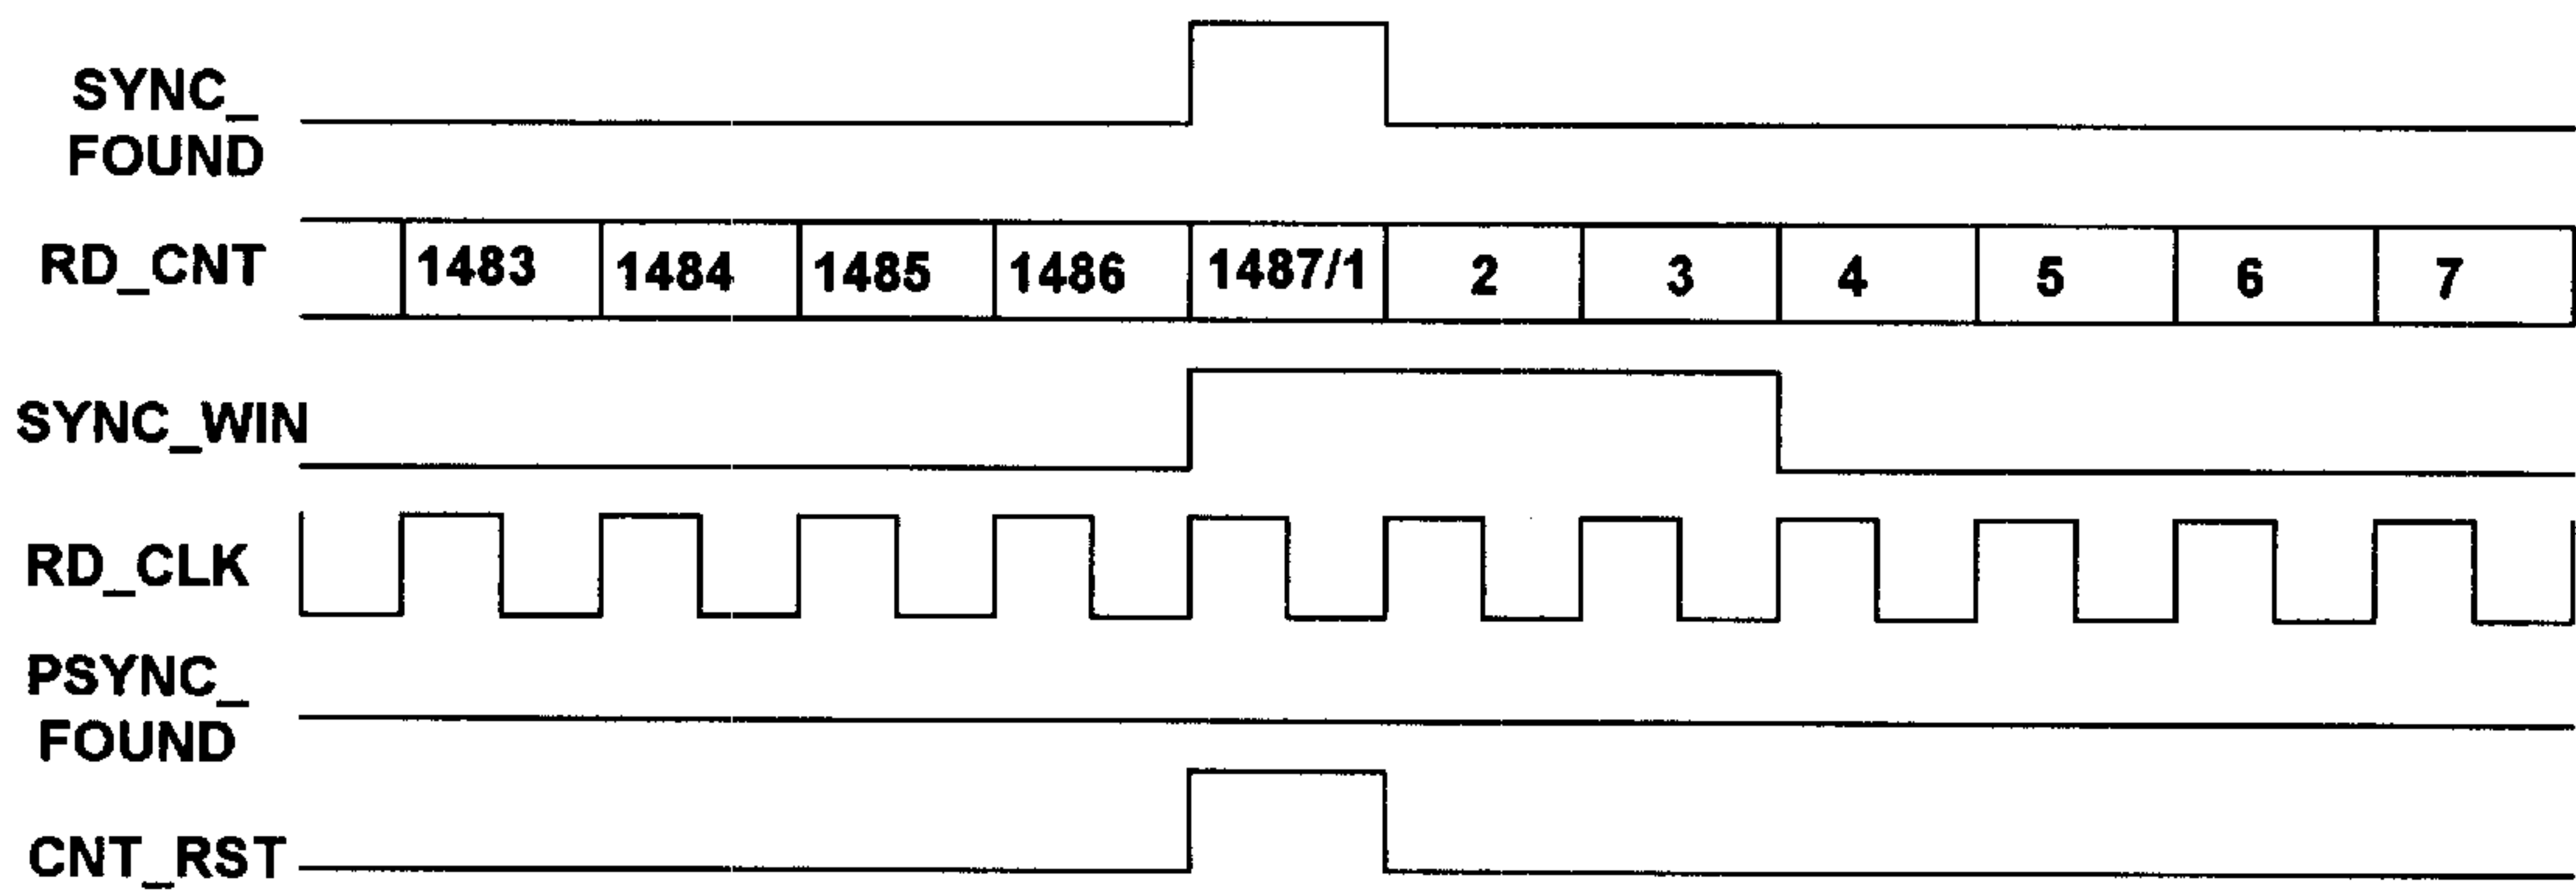 SYNC_
FOUND
RD_CNT 1483 1484 1485 1486 1487/1 2 3 4 5 6 7
SYNC_WIN
RD_CLK
PSYNC_
FOUND
CNT_RST